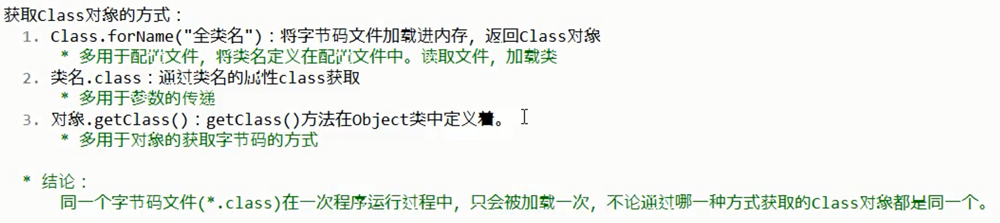 获取Class对象的方式：
1. Class.forName("全类名")：将字节码文件加载进内存，返回Class对象
* 多用于配置文件，将类名定义在配置文件中。读取文件，加载类
2. 类名.class：通过类名的属性class获取
* 多用于参数的传递
3. 对象.getClass()：getClass()方法在Object类中定义着。
* 多用于对象的获取字节码的方式
* 结论：
同一个字节码文件(*.class)在一次程序运行过程中，只会被加载一次，不论通过哪一种方式获取的Class对象都是同一个。